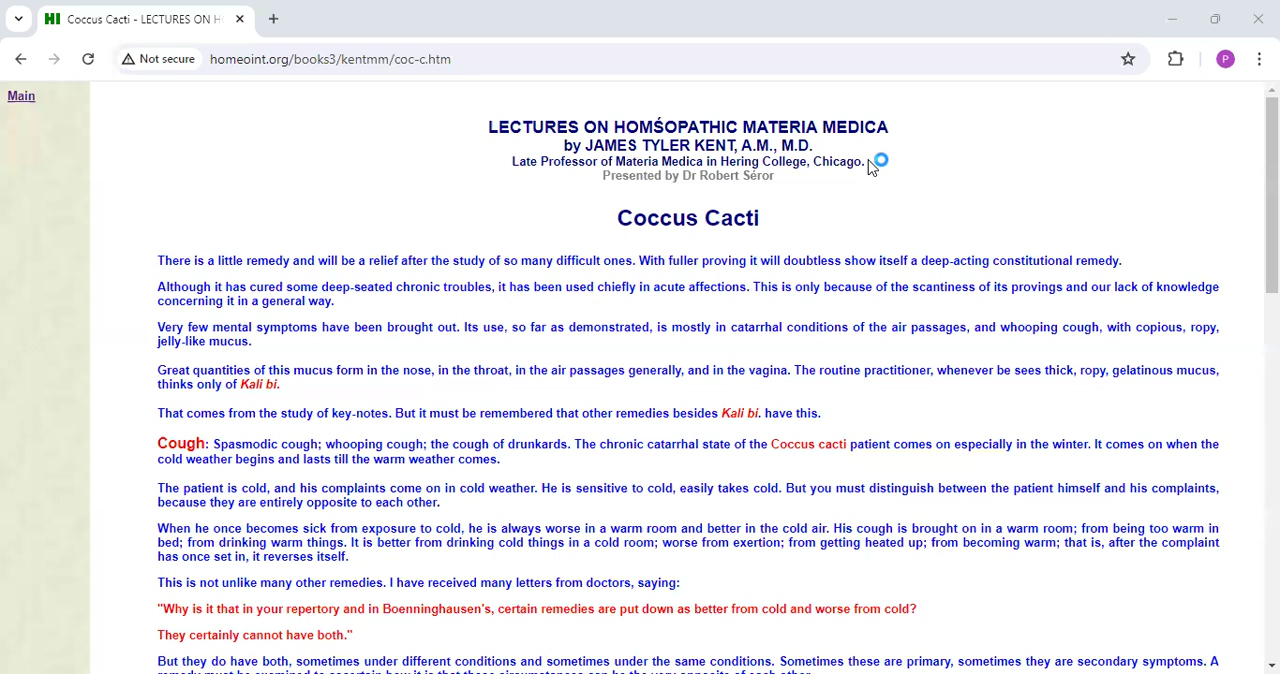 Coccus Cacti - LECTURES ON H
Not secure
homeoint.org/books3/kentmm/coc-c.htm
P
Main
LECTURES ON HOMŚOPATHIC MATERIA MEDICA
by JAMES TYLER KENT, A.M., M.D.
Late Professor of Materia Medica in Hering College, Chicago.
Presented by Dr Robert Séror
Coccus Cacti
There is a little remedy and will be a relief after the study of so many difficult ones. With fuller proving it will doubtless show itself a deep-acting constitutional remedy.
Although it has cured some deep-seated chronic troubles, it has been used chiefly in acute affections. This is only because of the scantiness of its provings and our lack of knowledge
concerning it in a general way.
Very few mental symptoms have been brought out. Its use, so far as demonstrated, is mostly in catarrhal conditions of the air passages, and whooping cough, with copious, ropy,
jelly-like mucus.
Great quantities of this mucus form in the nose, in the throat, in the air passages generally, and in the vagina. The routine practitioner, whenever be sees thick, ropy, gelatinous mucus,
thinks only of Kali bi.
That comes from the study of key-notes. But it must be remembered that other remedies besides Kali bi. have this.
Cough: Spasmodic cough; whooping cough; the cough of drunkards. The chronic catarrhal state of the Coccus cacti patient comes on especially in the winter. It comes on when the
cold weather begins and lasts till the warm weather comes.
The patient is cold, and his complaints come on in cold weather. He is sensitive to cold, easily takes cold. But you must distinguish between the patient himself and his complaints,
because they are entirely opposite to each other.
When he once becomes sick from exposure to cold, he is always worse in a warm room and better in the cold air. His cough is brought on in a warm room; from being too warm in
bed; from drinking warm things. It is better from drinking cold things in a cold room; worse from exertion; from getting heated up; from becoming warm; that is, after the complaint
has once set in, it reverses itself.
This is not unlike many other remedies. I have received many letters from doctors, saying:
"Why is it that in your repertory and in Boenninghausen's, certain remedies are put down as better from cold and worse from cold?
They certainly cannot have both."
But they do have both, sometimes under different conditions and sometimes under the same conditions. Sometimes these are primary, sometimes they are secondary symptoms. A